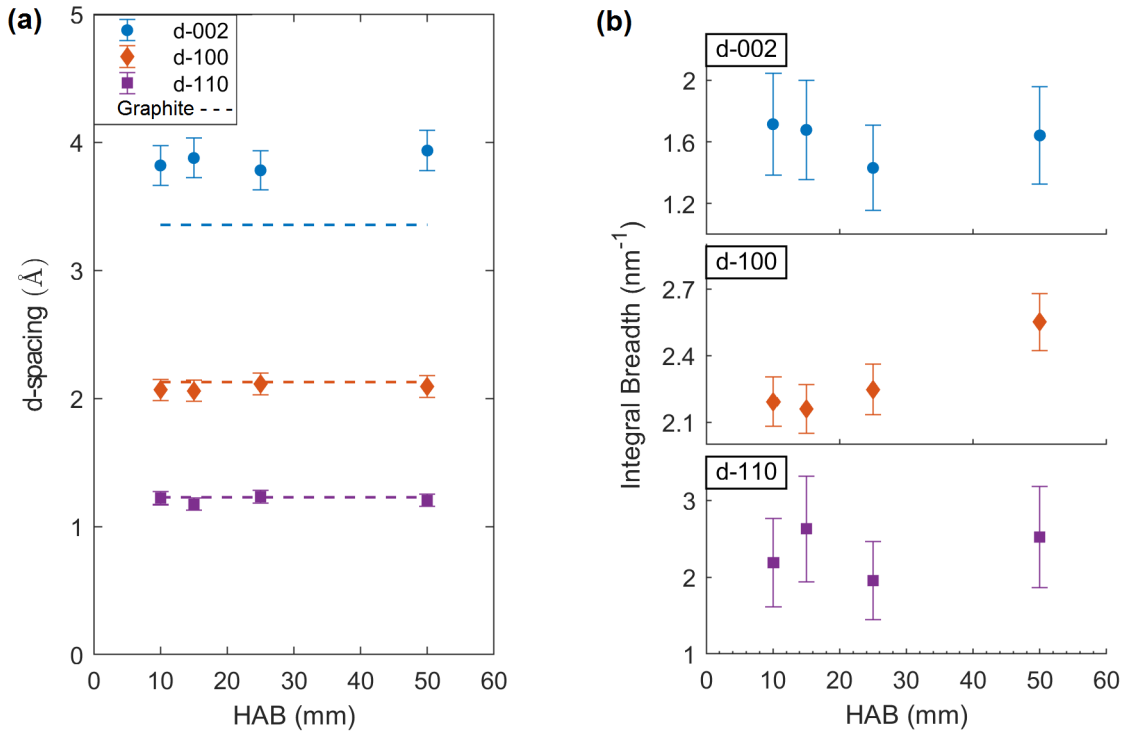 (a)
d-002
d-100
d-110
Graphite - - -
5
4
3
2
1
0
d-spacing (Å)
0 10 20 30 40 50 60
HAB (mm)
(b)
d-002
2
1.6
1.2
d-100
2.7
2.4
2.1
d-110
3
2
1
Integral Breadth (nm⁻¹)
0 10 20 30 40 50 60
HAB (mm)